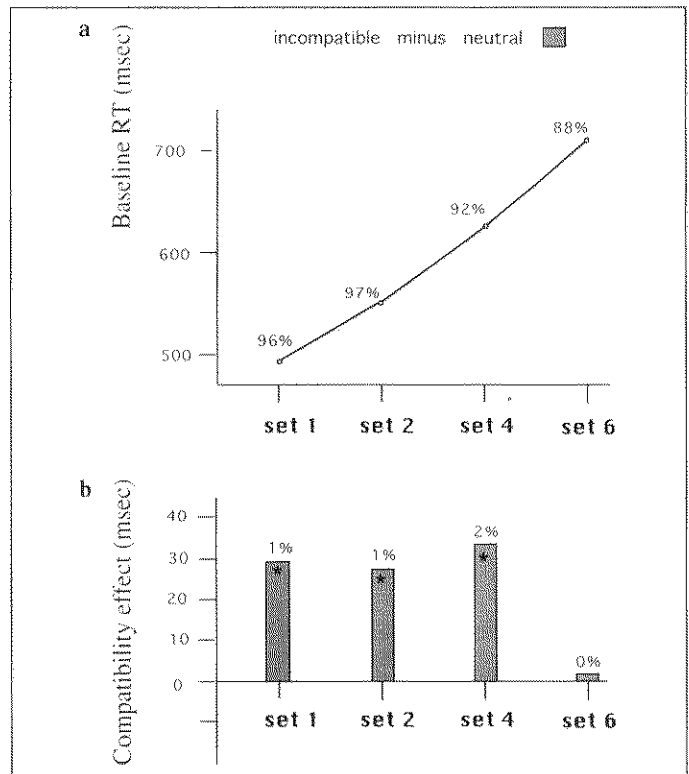 a
incompatible minus neutral
Baseline RT (msec)
700
600
500
96%
97%
92%
88%
set 1 set 2 set 4 set 6
b
Compatibility effect (msec)
40
30
20
10
0
1% 1% 2% 0%
* * *
set 1 set 2 set 4 set 6